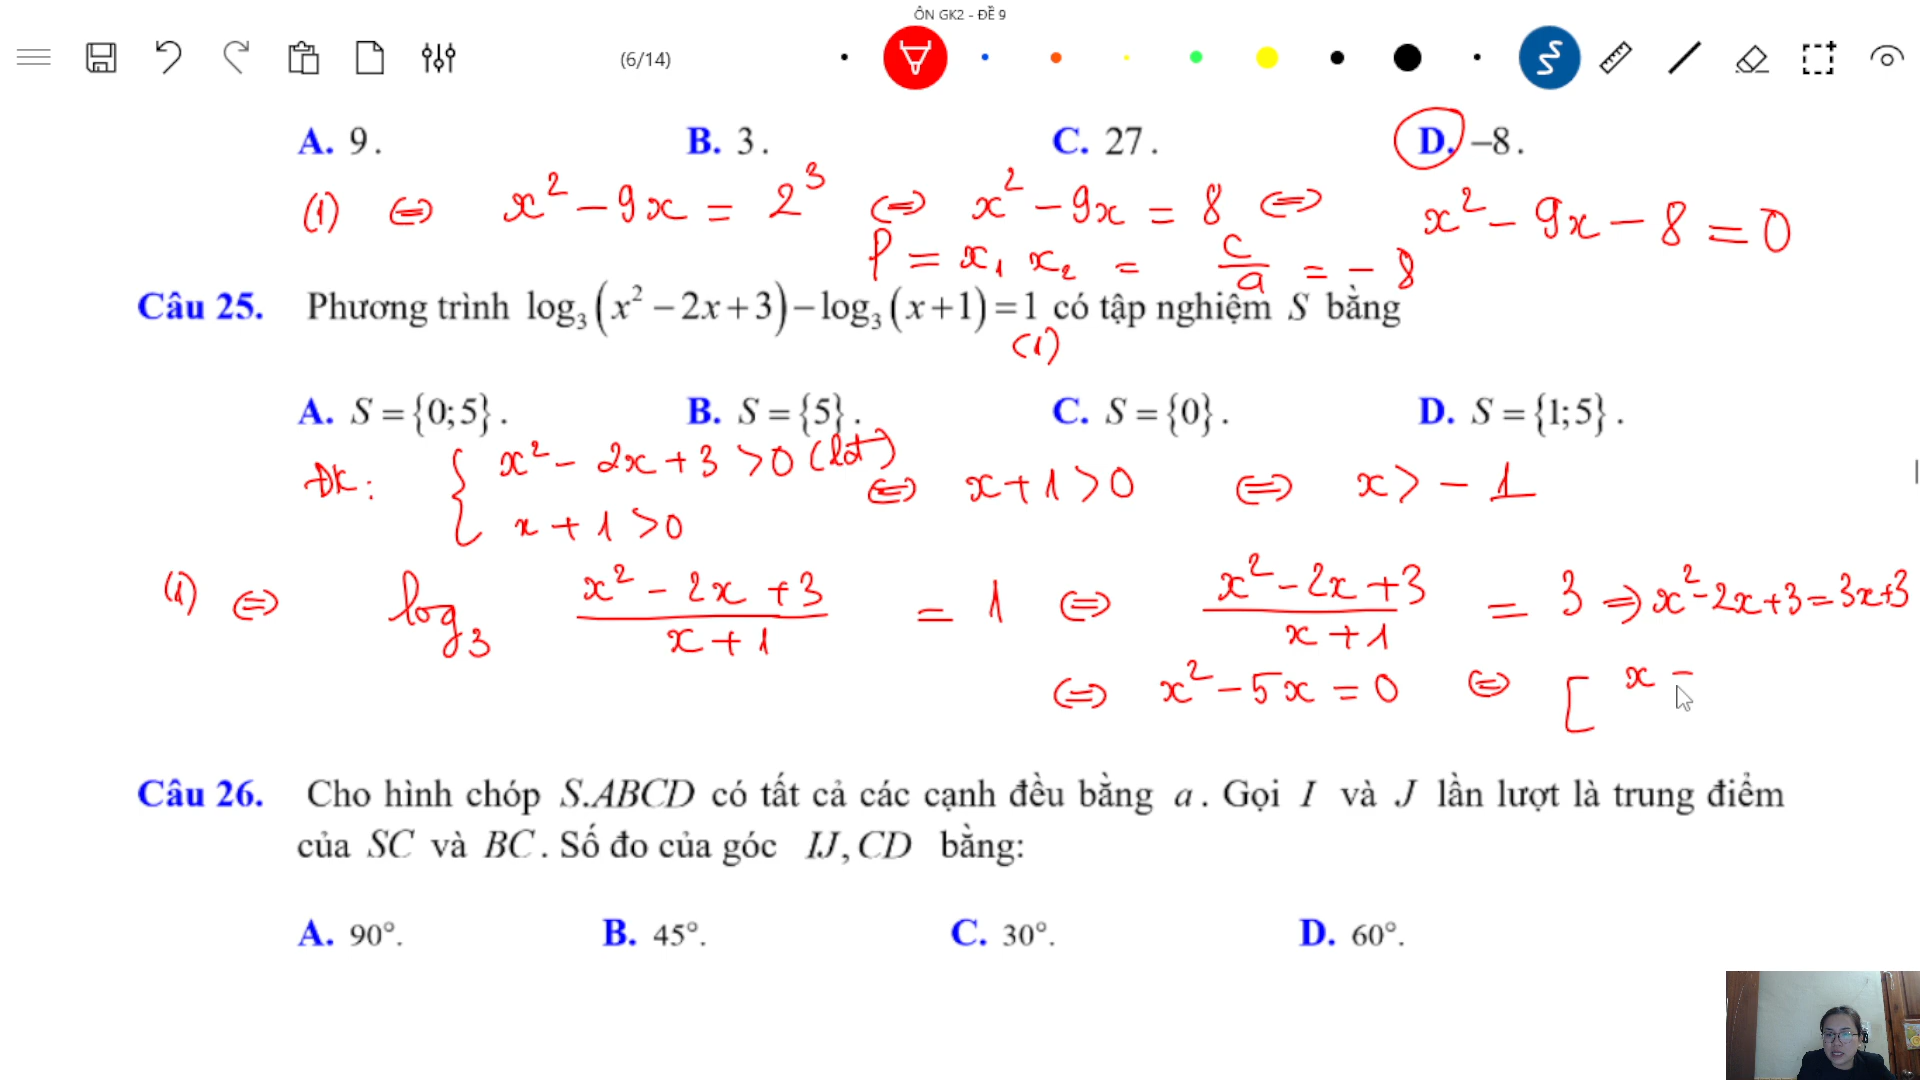 ÔN GK2 - ĐỀ 9
(6/14)
A. 9. B. 3. C. 27. D. –8.
(1) ⇔ x² - 9x = 2³ ⇔ x² - 9x = 8 ⇔ x² - 9x - 8 = 0
P = x₁ x₂ = c/a = - 8
Câu 25. Phương trình log₃(x² − 2x + 3) − log₃(x + 1) = 1 có tập nghiệm S bằng
(1)
A. S = {0;5}. B. S = {5}. C. S = {0}. D. S = {1;5}.
ĐK: { x² - 2x + 3 > 0 (lđ)
x + 1 > 0 ⇔ x + 1 > 0 ⇔ x > - 1
(1) ⇔ log₃ (x² - 2x + 3)/(x + 1) = 1 ⇔ (x² - 2x + 3)/(x + 1) = 3 ⇒ x² - 2x + 3 = 3x + 3
⇔ x² - 5x = 0 ⇔ [ x -
Câu 26. Cho hình chóp S.ABCD có tất cả các cạnh đều bằng a. Gọi I và J lần lượt là trung điểm
của SC và BC. Số đo của góc IJ, CD bằng:
A. 90°. B. 45°. C. 30°. D. 60°.